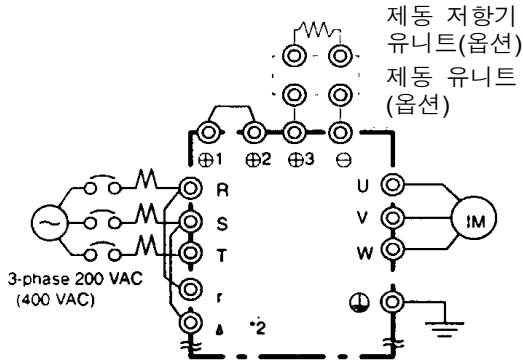 제동 저항기
유니트(옵션)
제동 유니트
(옵션)
⊕1 ⊕2 ⊕3 ⊖
R U
S V IM
T W
3-phase 200 VAC
(400 VAC)
r
*2